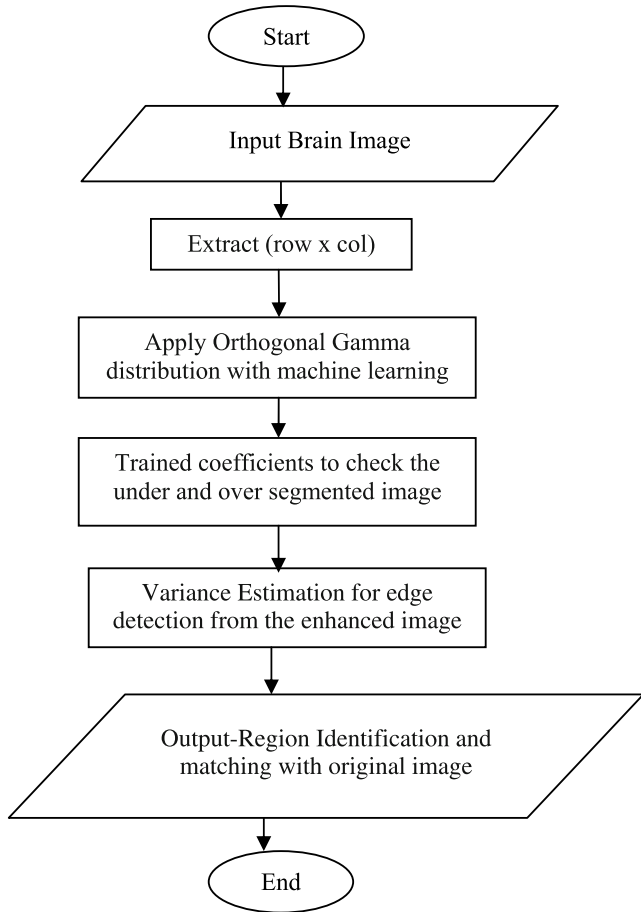 Start
Input Brain Image
Extract (row x col)
Apply Orthogonal Gamma
distribution with machine learning
Trained coefficients to check the
under and over segmented image
Variance Estimation for edge
detection from the enhanced image
Output-Region Identification and
matching with original image
End